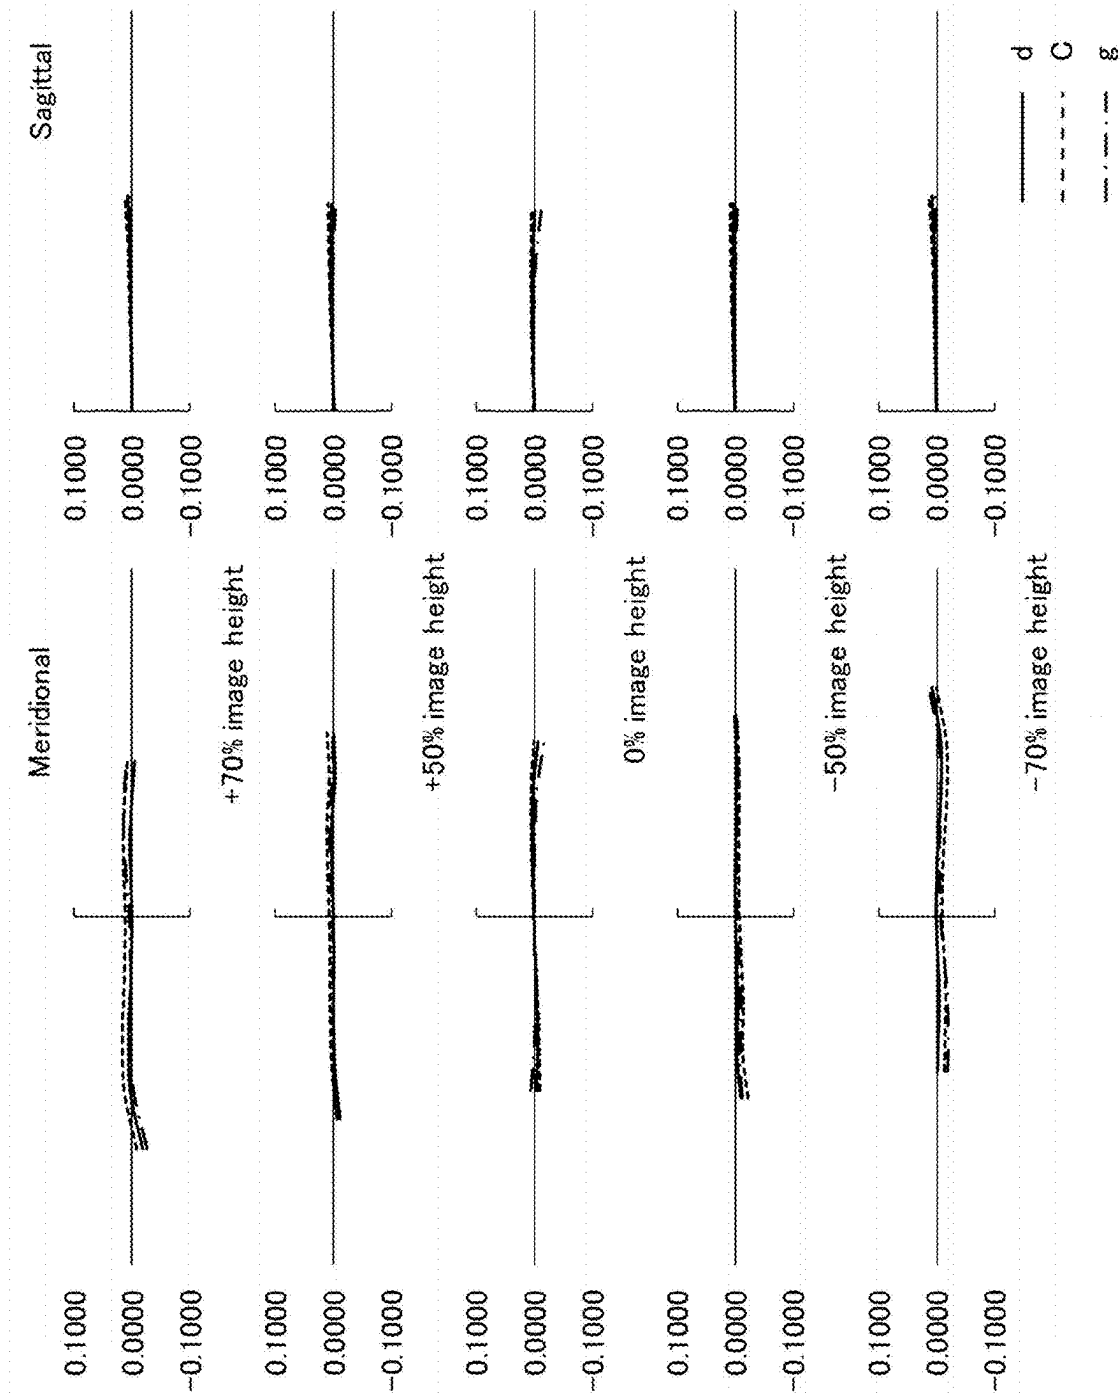 Meridional Sagittal
0.1000 0.1000
0.0000 0.0000
-0.1000 -0.1000
+70% image height
0.1000 0.1000
0.0000 0.0000
-0.1000 -0.1000
+50% image height
0.1000 0.1000
0.0000 0.0000
-0.1000 -0.1000
0% image height
0.1000 0.1000
0.0000 0.0000
-0.1000 -0.1000
-50% image height
0.1000 0.1000
0.0000 0.0000
-0.1000 -0.1000
-70% image height
d
C
g